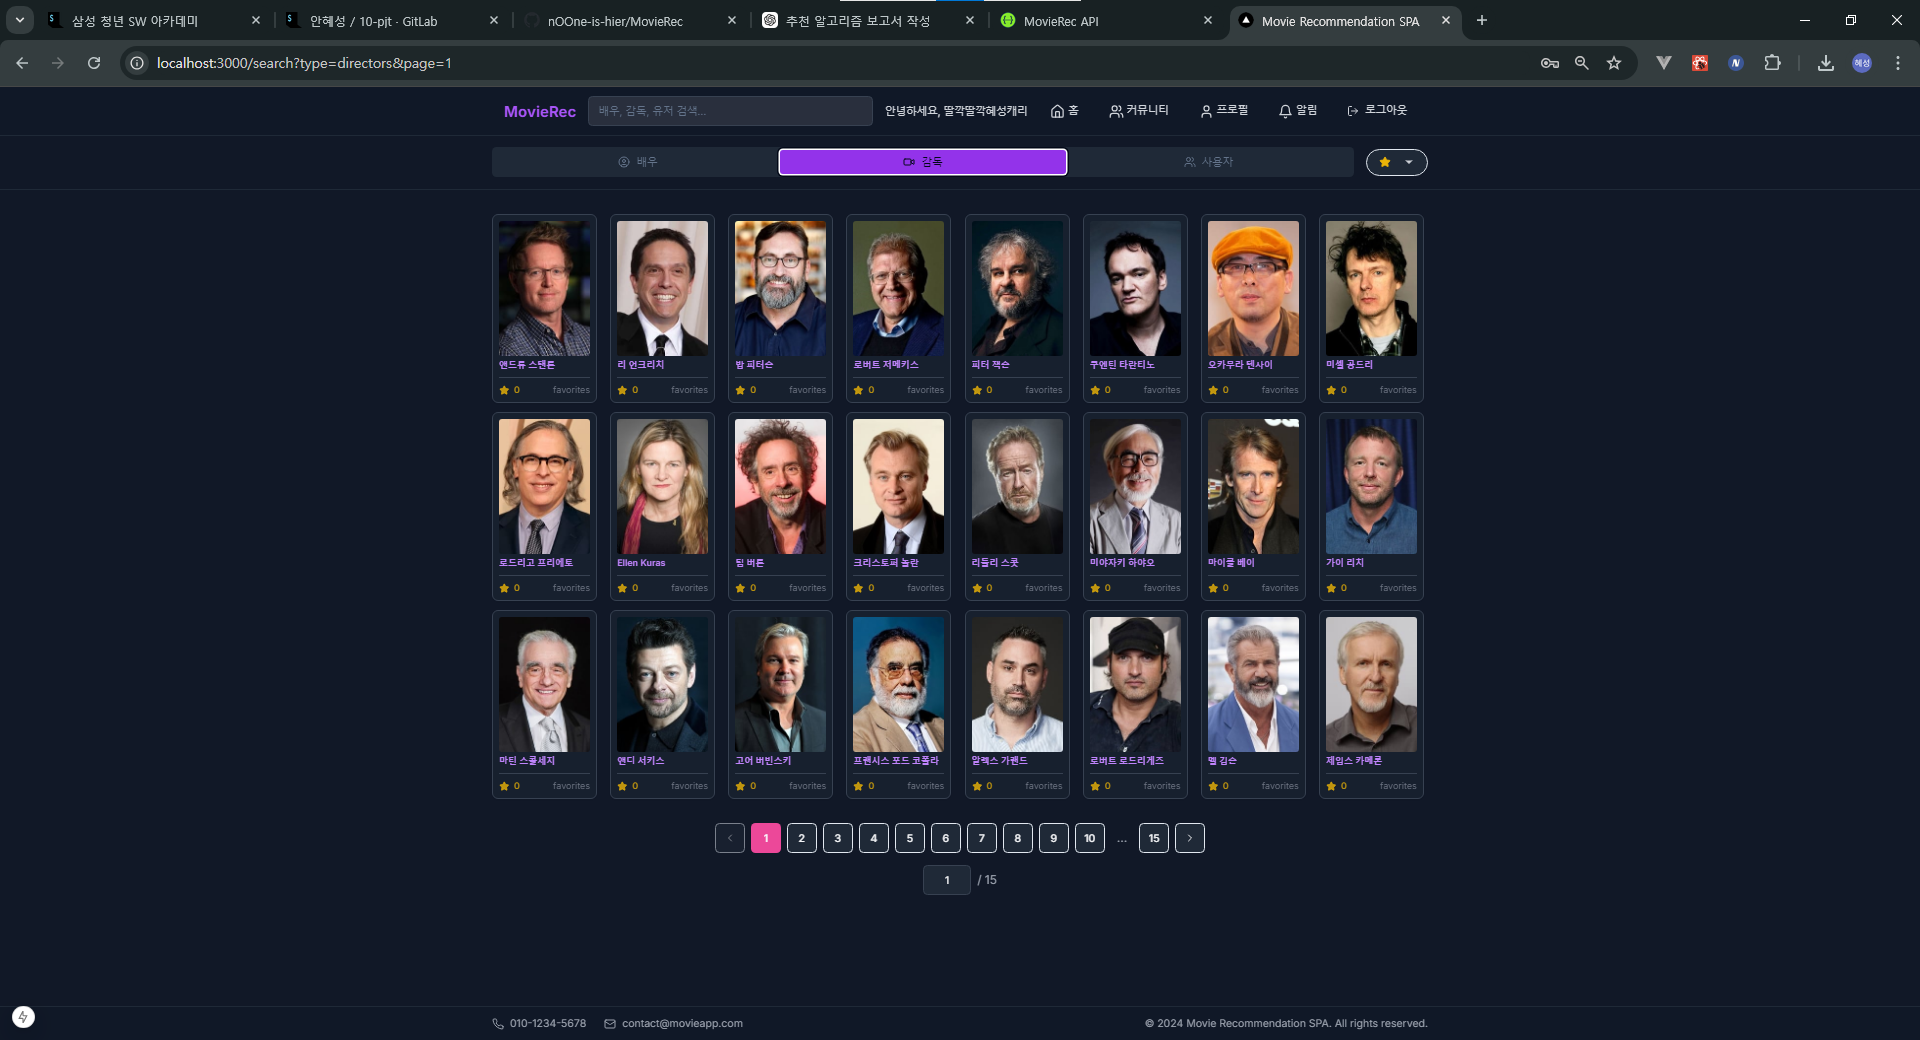 삼성 청년 SW 아카데미
안혜성 / 10-pjt · GitLab
nOOne-is-hier/MovieRec
추천 알고리즘 보고서 작성
MovieRec API
Movie Recommendation SPA
localhost:3000/search?type=directors&page=1
혜성
MovieRec
배우, 감독, 유저 검색...
안녕하세요, 딸깍딸깍혜성캐리
홈
커뮤니티
프로필
알림
로그아웃
배우
감독
사용자
앤드류 스탠튼
리 언크리치
밥 피터슨
로버트 저메키스
피터 잭슨
쿠엔틴 타란티노
오카무라 텐사이
미셸 공드리
0 favorites
0 favorites
0 favorites
0 favorites
0 favorites
0 favorites
0 favorites
0 favorites
로드리고 프리에토
Ellen Kuras
팀 버튼
크리스토퍼 놀란
리들리 스콧
미야자키 하야오
마이클 베이
가이 리치
0 favorites
0 favorites
0 favorites
0 favorites
0 favorites
0 favorites
0 favorites
0 favorites
마틴 스콜세지
앤디 서키스
고어 버빈스키
프랜시스 포드 코폴라
알렉스 가랜드
로버트 로드리게즈
멜 깁슨
제임스 카메론
0 favorites
0 favorites
0 favorites
0 favorites
0 favorites
0 favorites
0 favorites
0 favorites
1 2 3 4 5 6 7 8 9 10 ... 15
1 / 15
010-1234-5678
contact@movieapp.com
© 2024 Movie Recommendation SPA. All rights reserved.